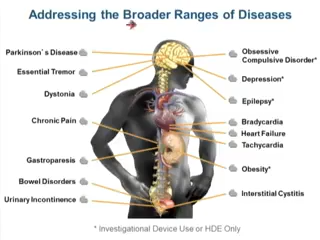 Addressing the Broader Ranges of Diseases
Parkinson's Disease
Essential Tremor
Dystonia
Chronic Pain
Gastroparesis
Bowel Disorders
Urinary Incontinence
Obsessive
Compulsive Disorder*
Depression*
Epilepsy*
Bradycardia
Heart Failure
Tachycardia
Obesity*
Interstitial Cystitis
* Investigational Device Use or HDE Only